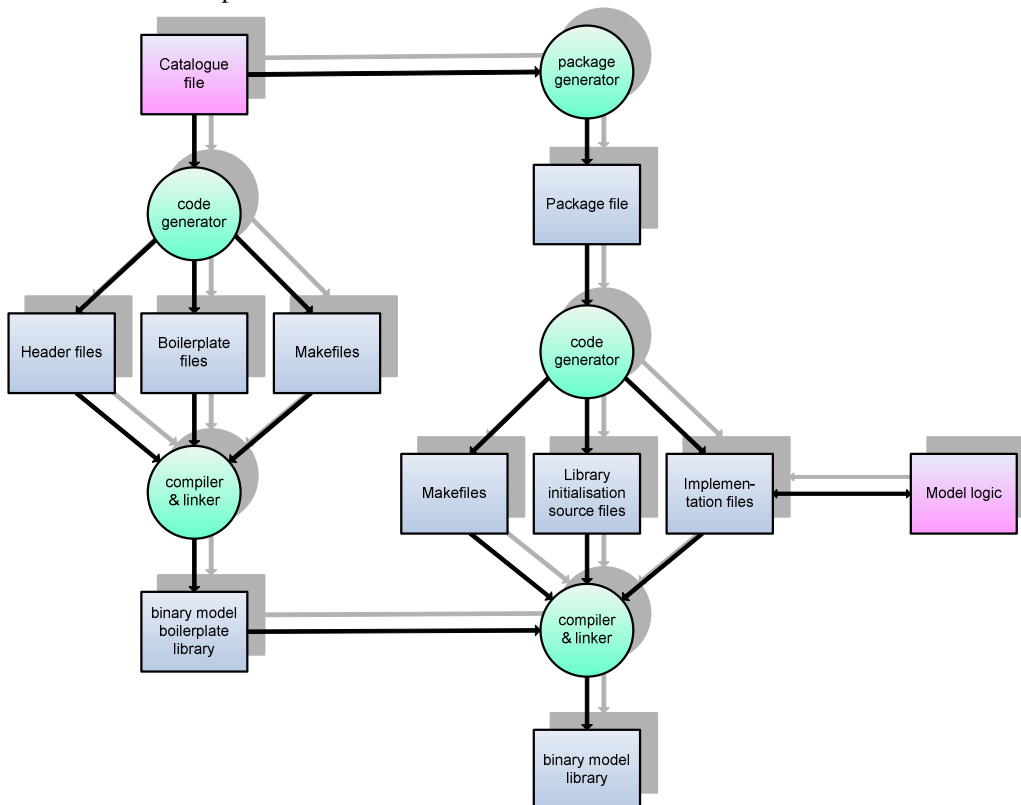 Catalogue
file
package
generator
code
generator
Package file
Header files
Boilerplate
files
Makefiles
code
generator
compiler
& linker
Makefiles
Library
initialisation
source files
Implemen-
tation files
Model logic
binary model
boilerplate
library
compiler
& linker
binary model
library